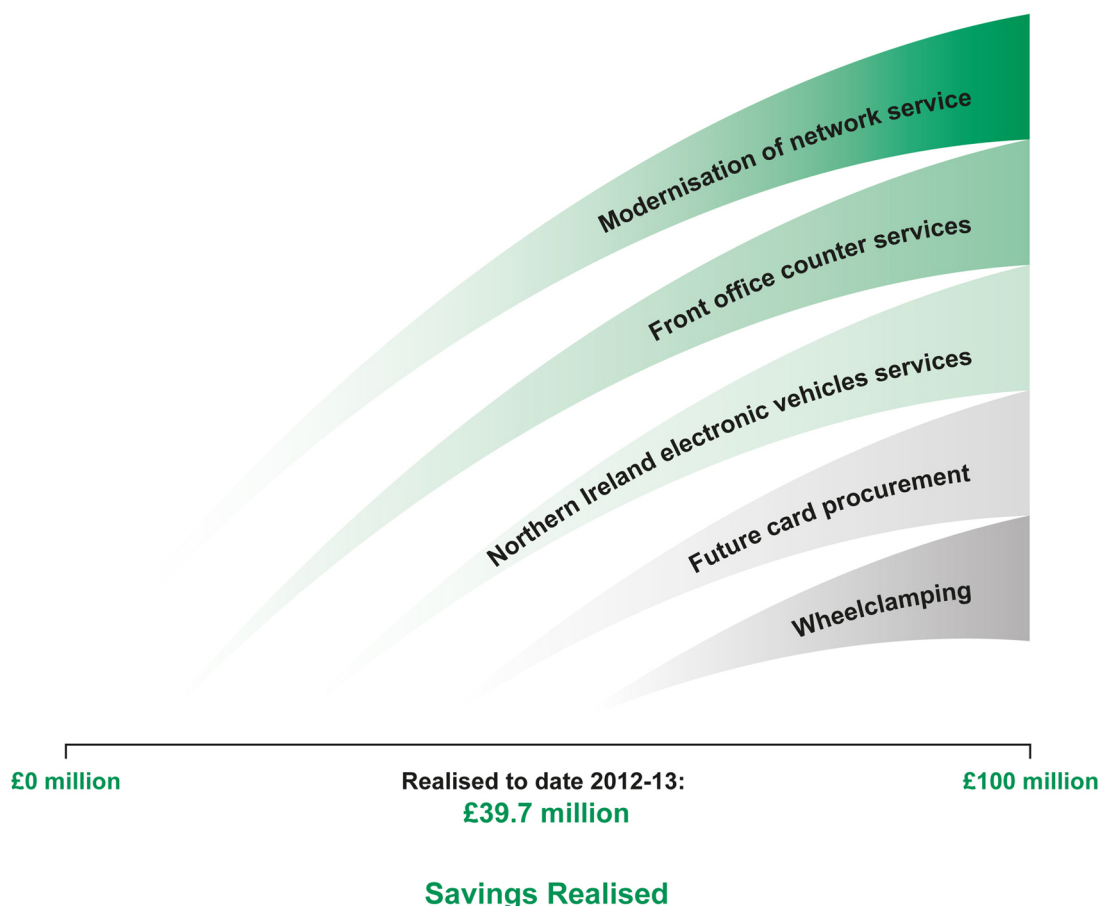 Modernisation of network service
Front office counter services
Northern Ireland electronic vehicles services
Future card procurement
Wheelclamping
£0 million
Realised to date 2012-13:
£39.7 million
£100 million
Savings Realised